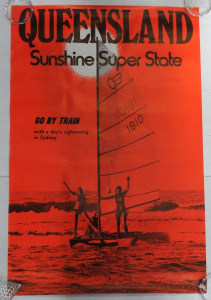 QUEENSLAND
Sunshine Super State
1810
GO BY TRAIN
with a day's sightseeing
in Sydney